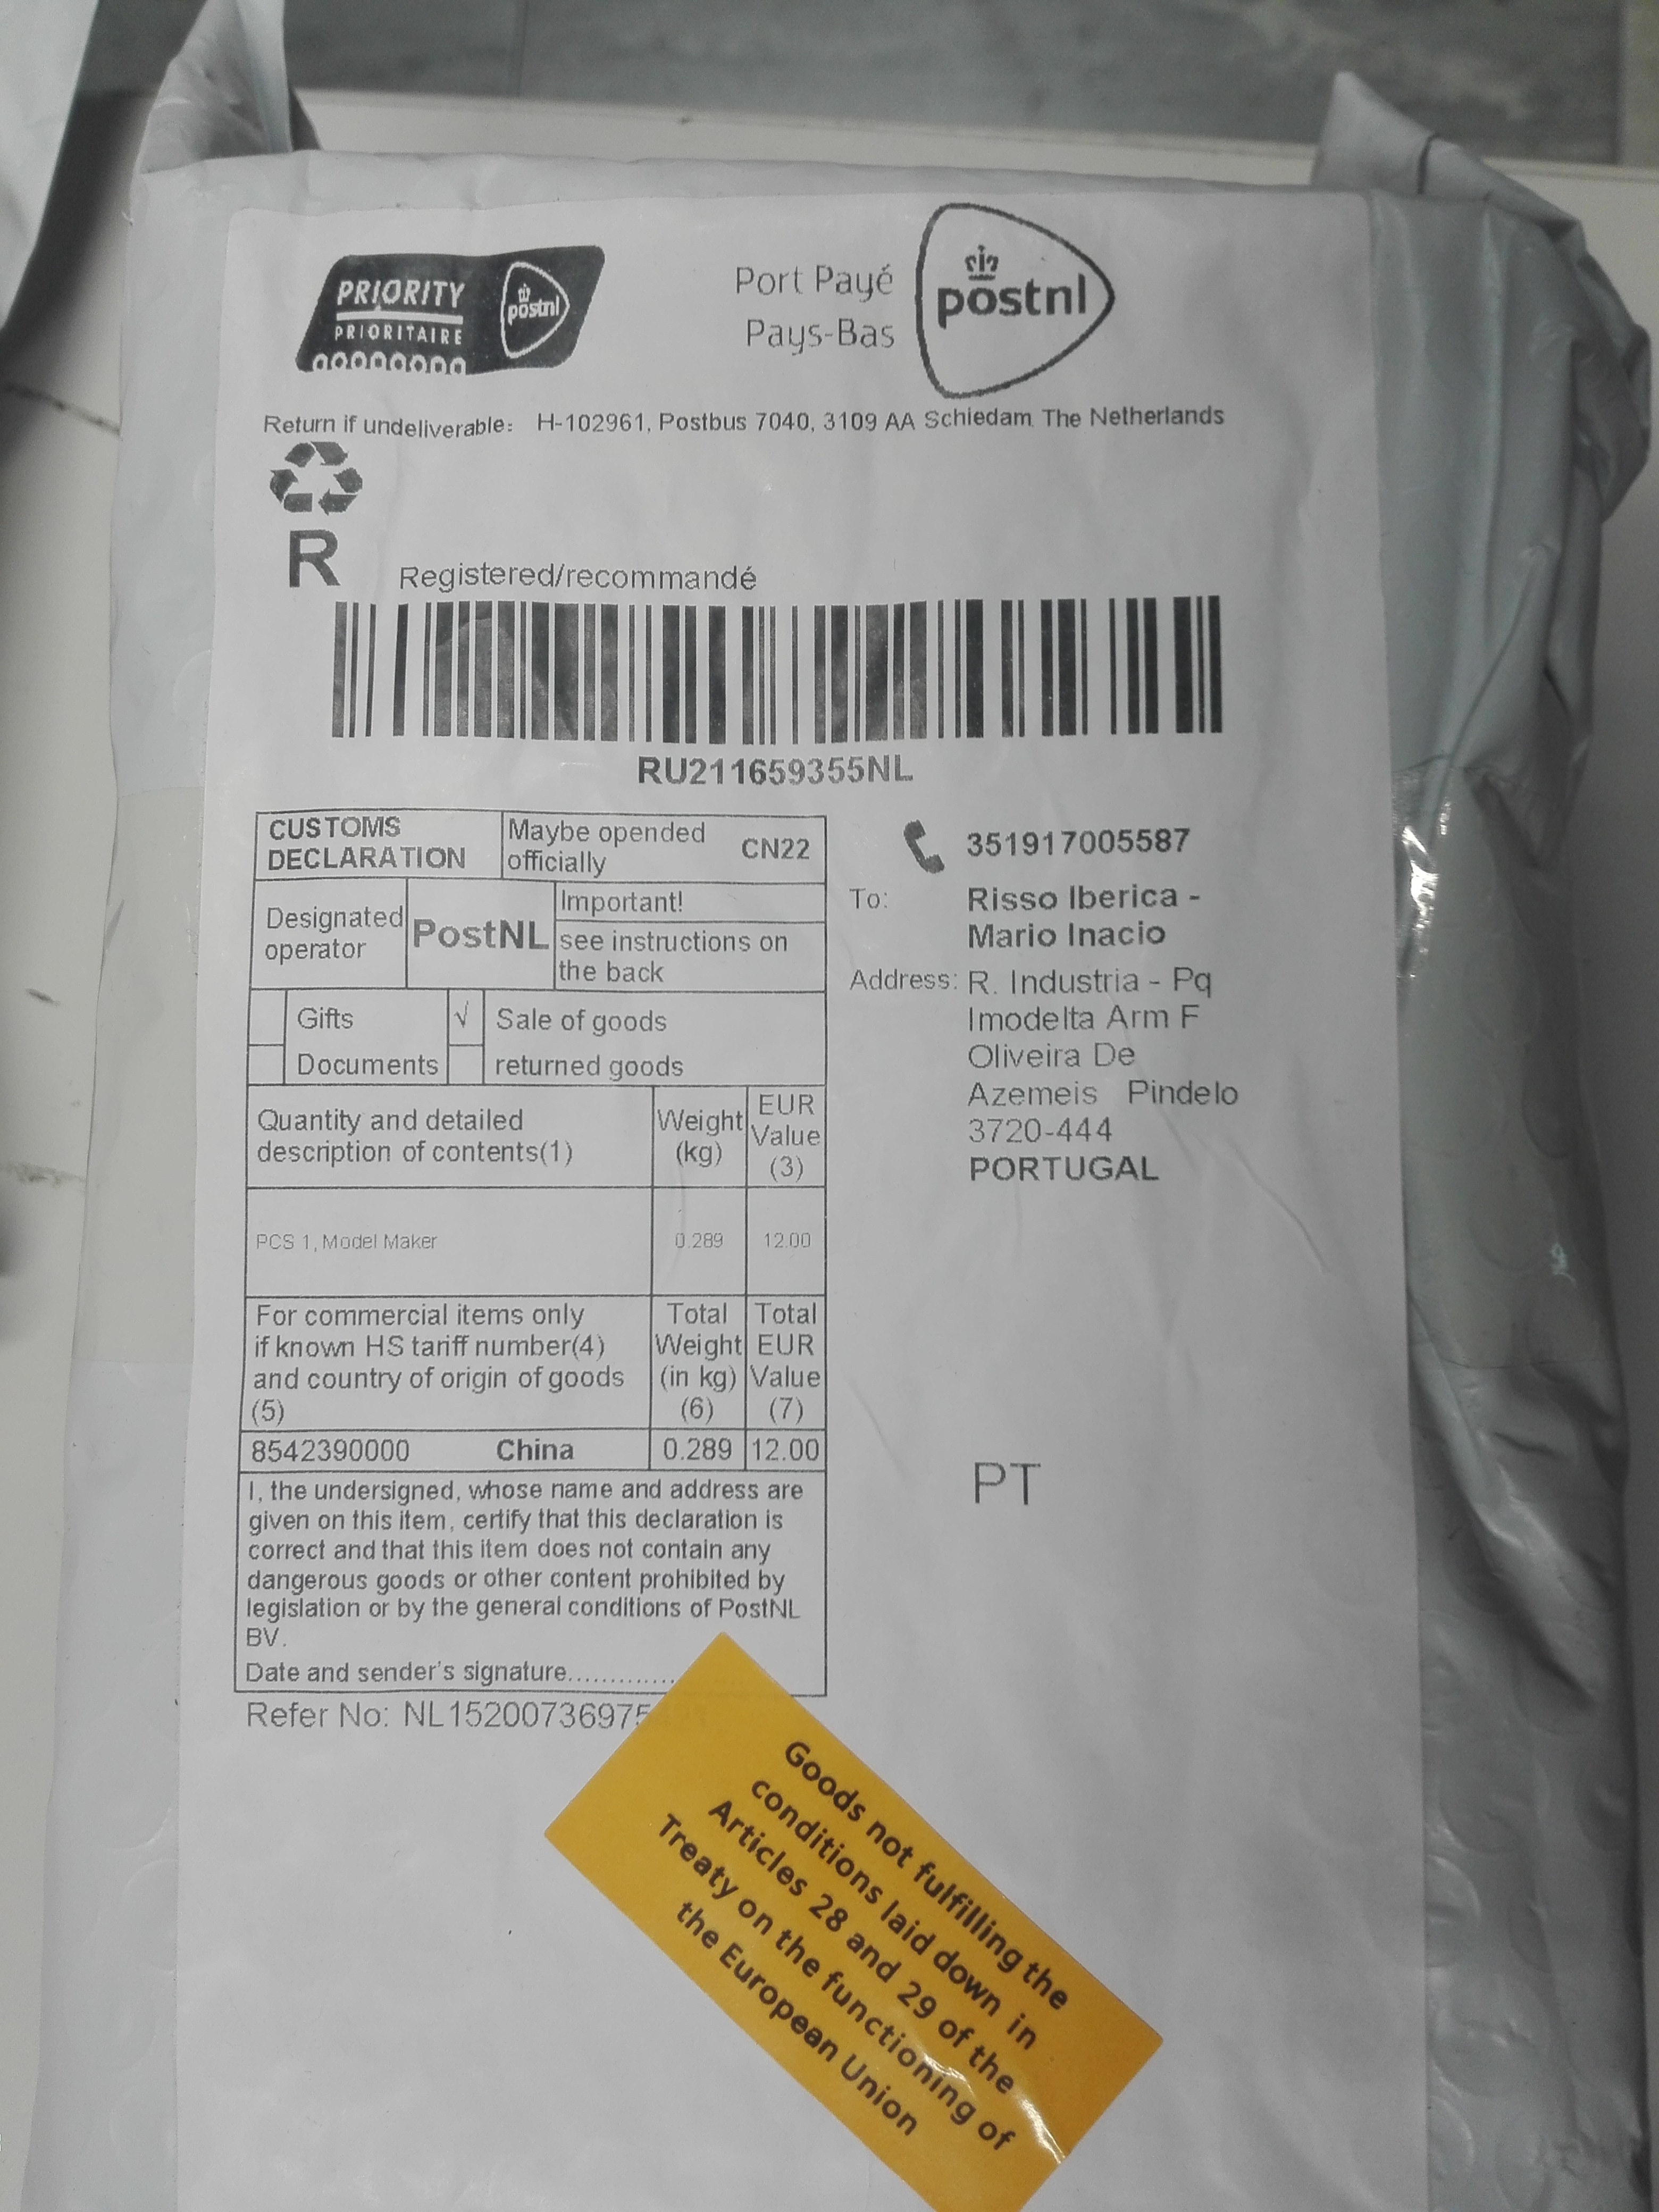 PRIORITY
PRIORITAIRE
postnl
Port Payé
Pays-Bas
postnl
Return if undeliverable: H-102961, Postbus 7040, 3109 AA Schiedam. The Netherlands
R
Registered/recommandé
RU211659355NL
CUSTOMS
DECLARATION
Maybe opended
officially
CN22
Designated
operator
PostNL
Important!
see instructions on
the back
Gifts
√ Sale of goods
Documents
returned goods
Quantity and detailed
description of contents(1)
Weight
(kg)
EUR
Value
(3)
PCS 1, Model Maker 0.289 12.00
For commercial items only
if known HS tariff number(4)
and country of origin of goods
(5)
Total
Weight
(in kg)
(6)
Total
EUR
Value
(7)
8542390000 China 0.289 12.00
I, the undersigned, whose name and address are
given on this item, certify that this declaration is
correct and that this item does not contain any
dangerous goods or other content prohibited by
legislation or by the general conditions of PostNL
BV.
Date and sender's signature............
Refer No:
351917005587
To: Risso Iberica -
Mario Inacio
Address: R. Industria - Pq
Imodelta Arm F
Oliveira De
Azemeis Pindelo
3720-444
PORTUGAL
PT
Goods not fulfilling the
conditions laid down in
Articles 28 and 29 of the
Treaty on the functioning of
the European Union